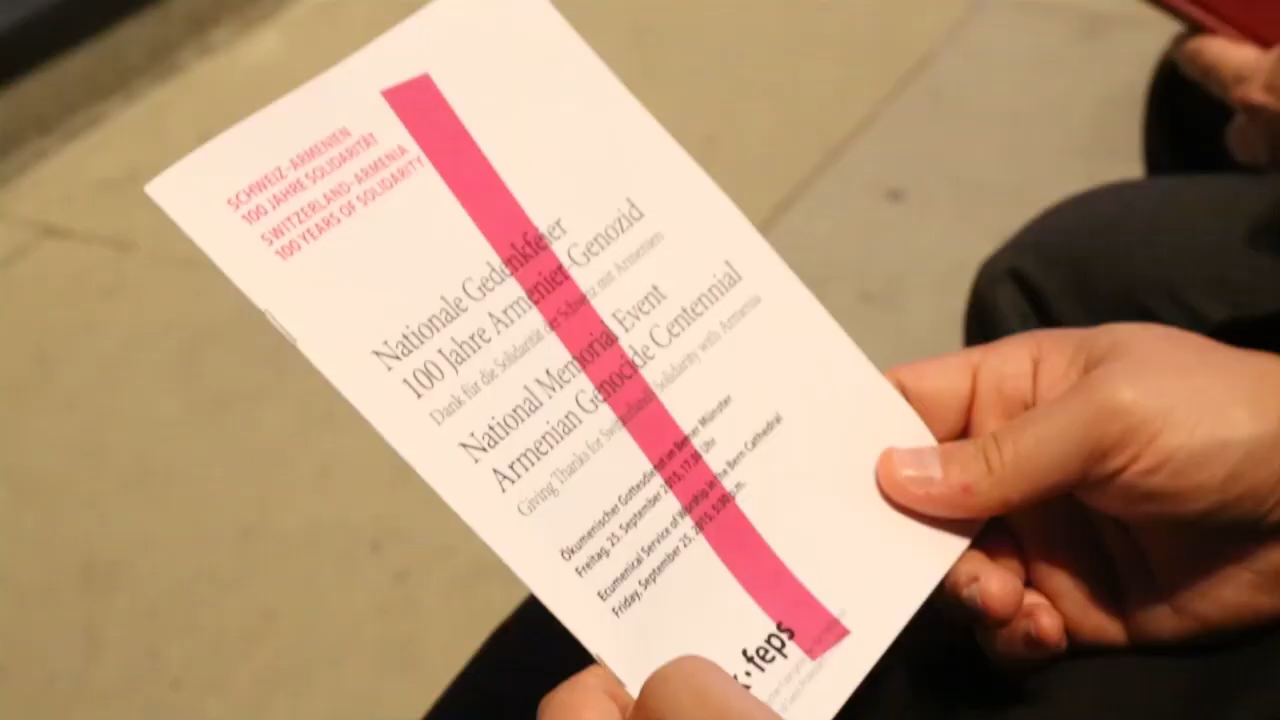 SCHWEIZ–ARMENIEN
100 JAHRE SOLIDARITÄT
SWITZERLAND–ARMENIA
100 YEARS OF SOLIDARITY
Nationale Gedenkfeier
100 Jahre Armenier-Genozid
Dank für die Solidarität der Schweiz mit Armenien
National Memorial Event
Armenian Genocide Centennial
Giving Thanks for Switzerland's Solidarity with Armenia
Ökumenischer Gottesdienst im Berner Münster
Freitag, 25. September 2015, 17.30 Uhr
Ecumenical Service of Worship in the Bern Cathedral
Friday, September 25, 2015, 5:30 p.m.
feps